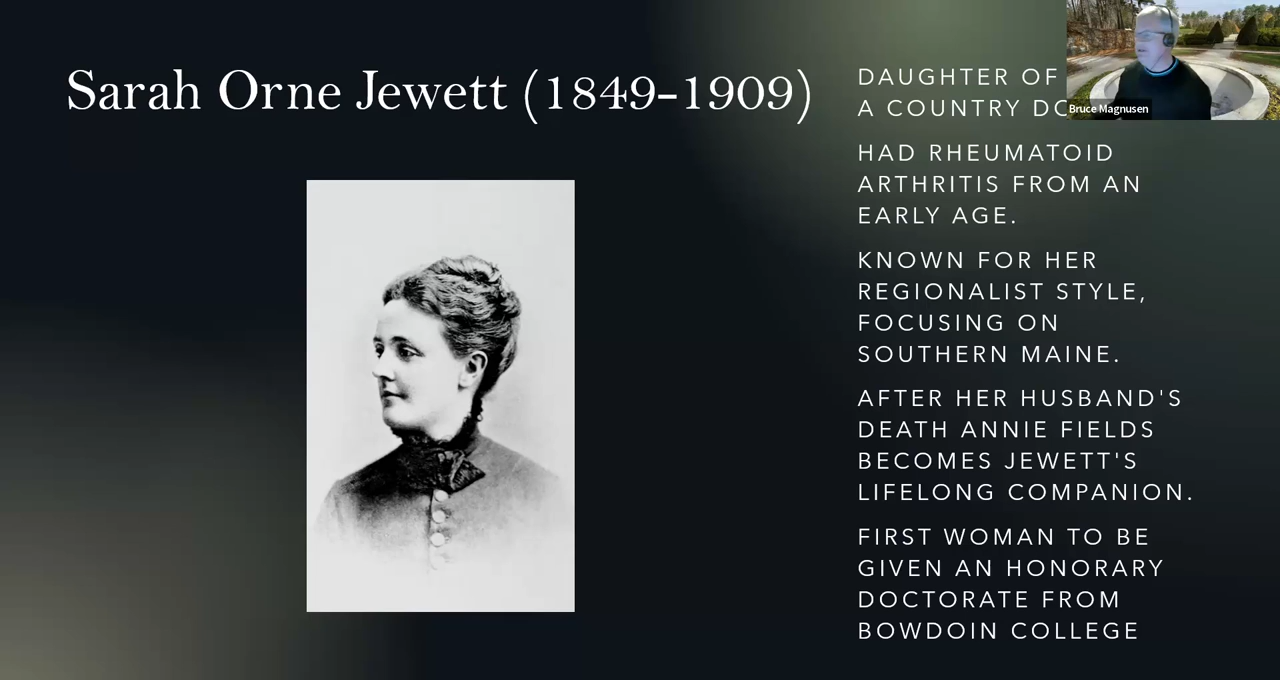 Sarah Orne Jewett (1849-1909)
DAUGHTER OF
A COUNTRY
HAD RHEUMATOID
ARTHRITIS FROM AN
EARLY AGE.
KNOWN FOR HER
REGIONALIST STYLE,
FOCUSING ON
SOUTHERN MAINE.
AFTER HER HUSBAND'S
DEATH ANNIE FIELDS
BECOMES JEWETT'S
LIFELONG COMPANION.
FIRST WOMAN TO BE
GIVEN AN HONORARY
DOCTORATE FROM
BOWDOIN COLLEGE
Bruce Magnusen